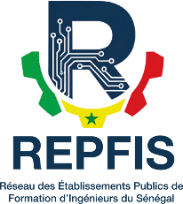 R
REPFIS
Réseau des Établissements Publics de
Formation d'Ingénieurs du Sénégal